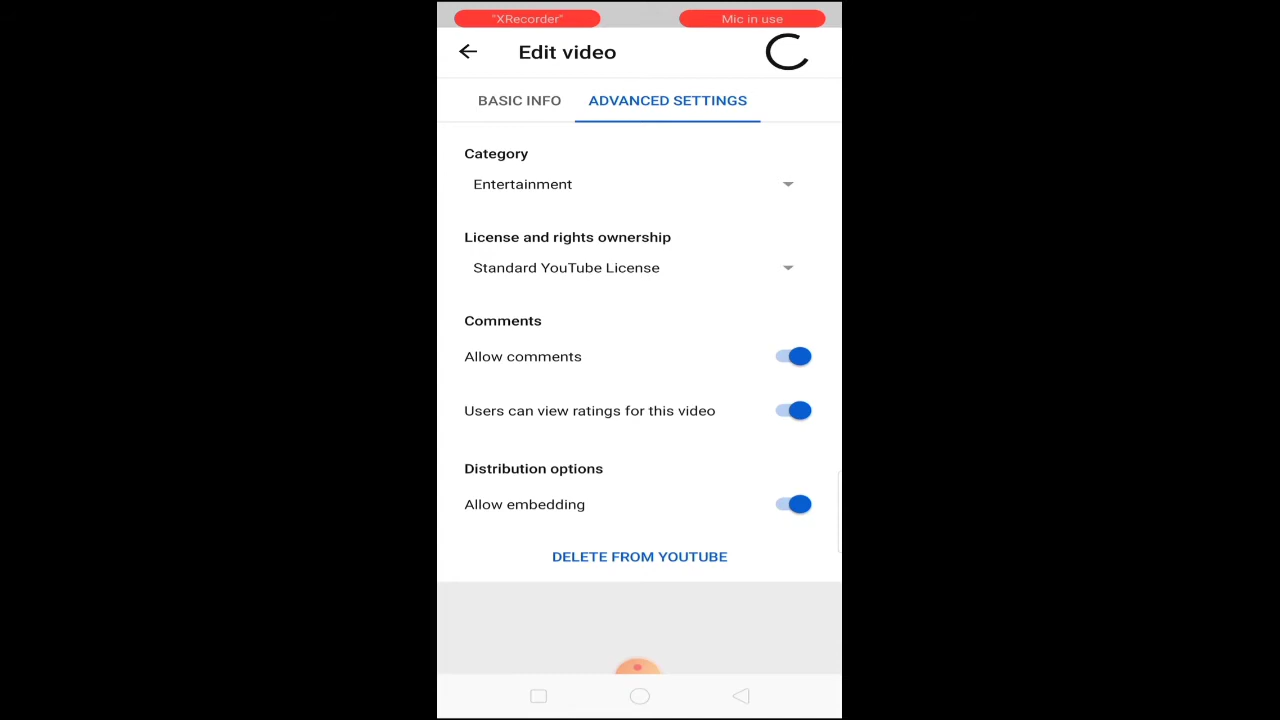 "XRecorder" Mic in use
Edit video
BASIC INFO ADVANCED SETTINGS
Category
Entertainment
License and rights ownership
Standard YouTube License
Comments
Allow comments
Users can view ratings for this video
Distribution options
Allow embedding
DELETE FROM YOUTUBE